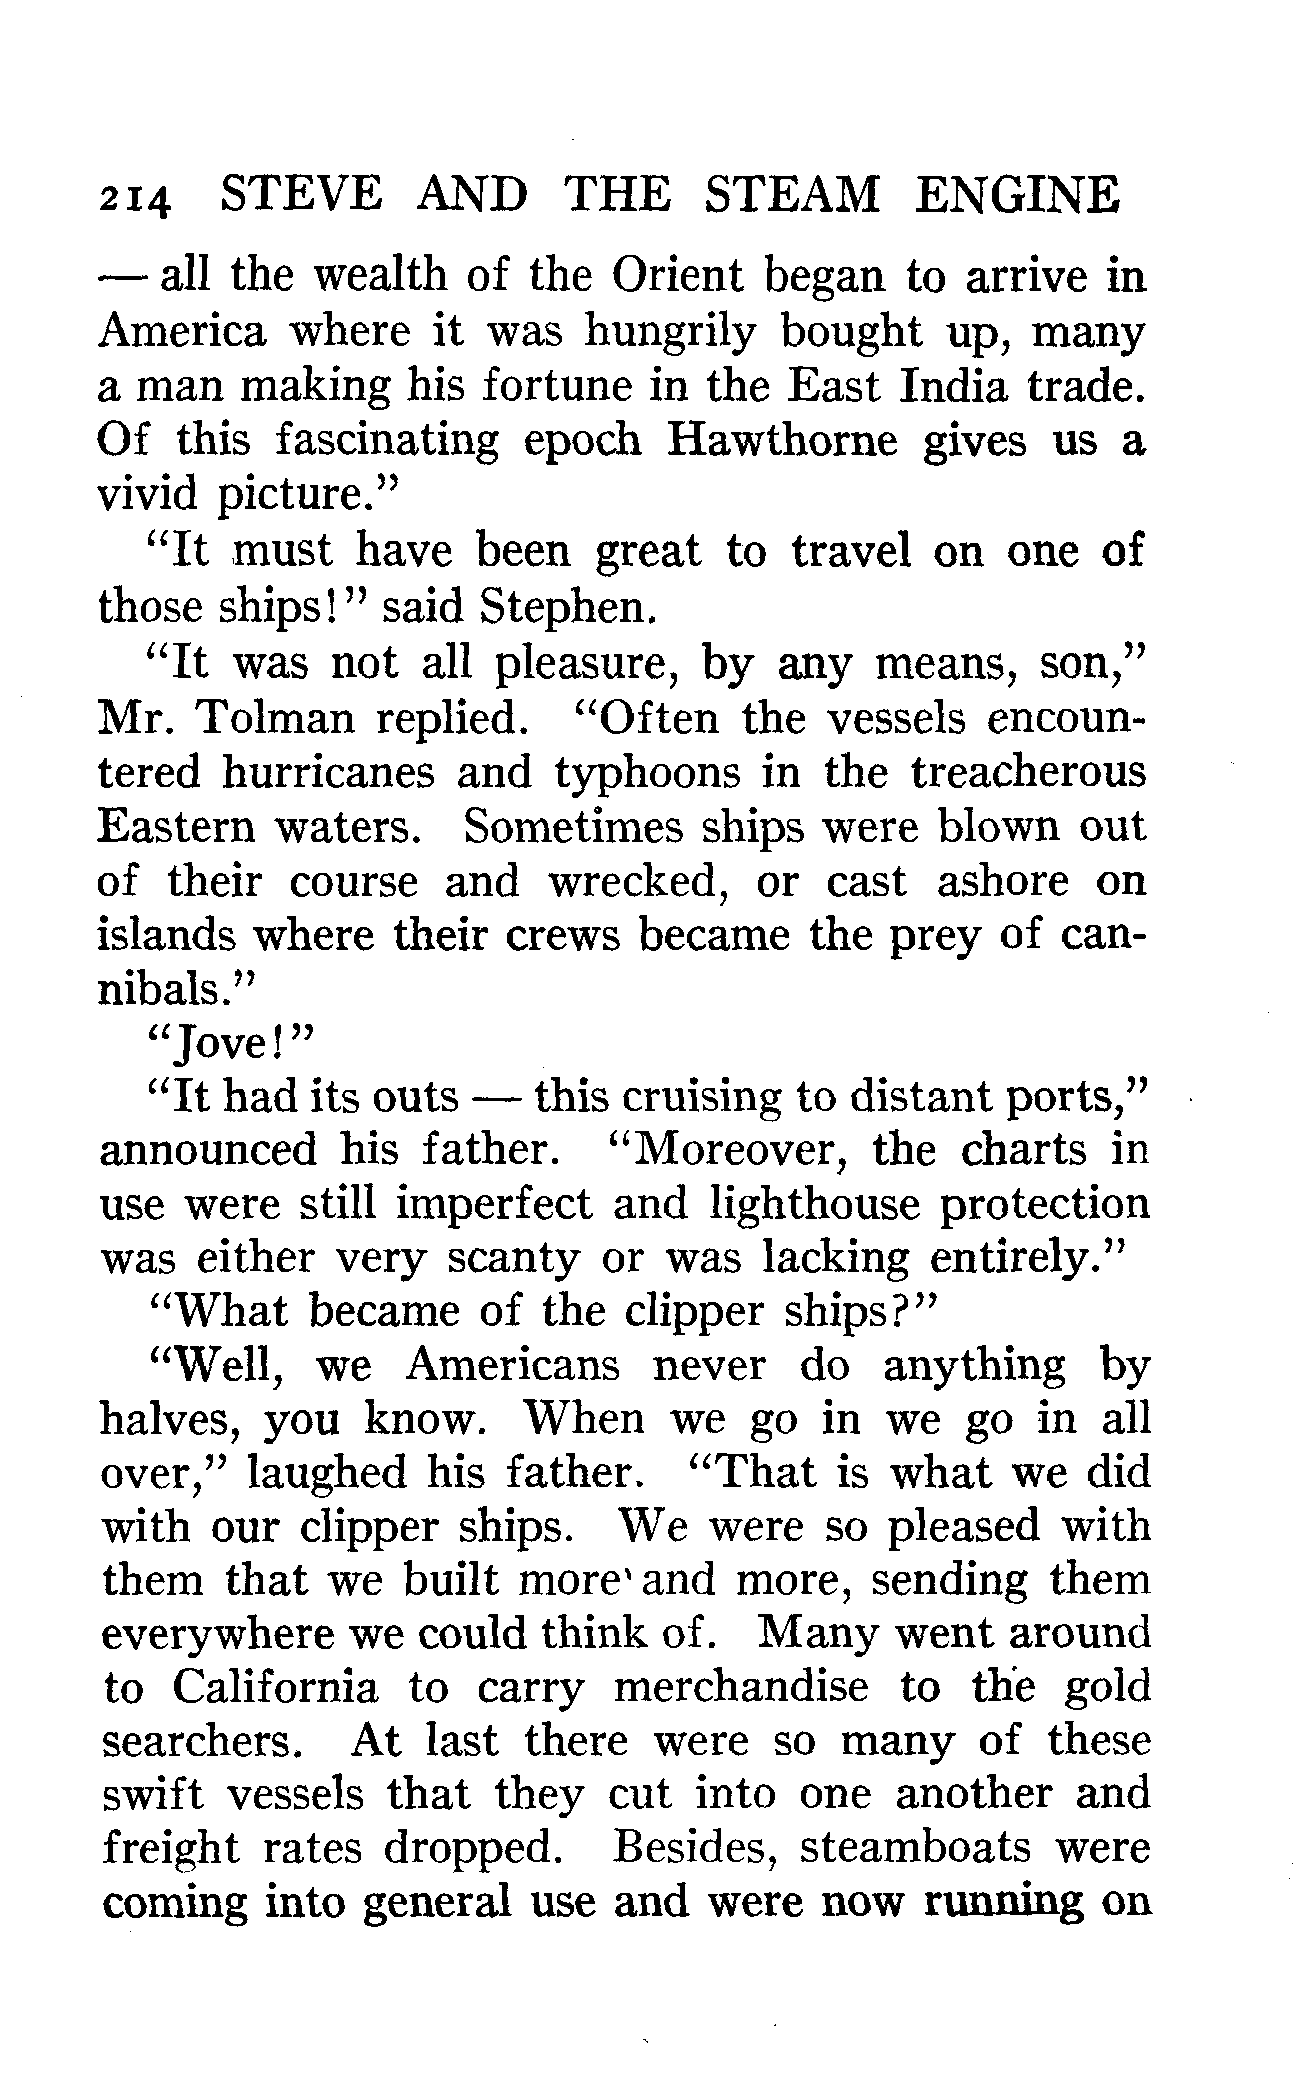 214 STEVE AND THE STEAM ENGINE
— all the wealth of the Orient began to arrive in
America where it was hungrily bought up, many
a man making his fortune in the East India trade.
Of this fascinating epoch Hawthorne gives us a
vivid picture.”
“It must have been great to travel on one of
those ships!” said Stephen.
“It was not all pleasure, by any means, son,”
Mr. Tolman replied. “Often the vessels encoun-
tered hurricanes and typhoons in the treacherous
Eastern waters. Sometimes ships were blown out
of their course and wrecked, or cast ashore on
islands where their crews became the prey of can-
nibals.”
“Jove!”
“It had its outs — this cruising to distant ports,”
announced his father. “Moreover, the charts in
use were still imperfect and lighthouse protection
was either very scanty or was lacking entirely.”
“What became of the clipper ships?”
“Well, we Americans never do anything by
halves, you know. When we go in we go in all
over,” laughed his father. “That is what we did
with our clipper ships. We were so pleased with
them that we built more and more, sending them
everywhere we could think of. Many went around
to California to carry merchandise to the gold
searchers. At last there were so many of these
swift vessels that they cut into one another and
freight rates dropped. Besides, steamboats were
coming into general use and were now running on